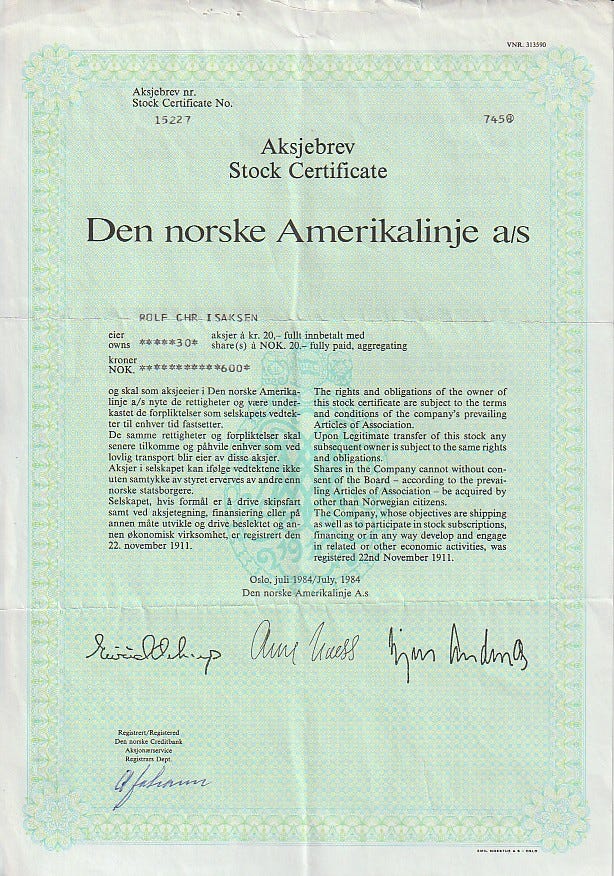 VNR. 313590
Aksjebrev nr.
Stock Certificate No.
15227
745
Aksjebrev
Stock Certificate
Den norske Amerikalinje a/s
ROLF CHR ISAKSEN
eier
owns
*****30*
aksjer à kr. 20,- fullt innbetalt med
share(s) à NOK. 20.- fully paid, aggregating
kroner
NOK. ***********600*
og skal som aksjeeier i Den norske Amerika-
linje a/s nyte de rettigheter og være under-
kastede de forpliktelser som selskapets vedtek-
ter til enhver tid fastsetter.
De samme rettigheter og forpliktelser skal
senere tilkomme og påhvile enhver som ved
lovlig transport blir eier av disse aksjer.
Aksjer i selskapet kan ifølge vedtektene ikke
uten samtykke av styret erverves av andre enn
norske statsborgere.
Selskapet, hvis formål er å drive skipsfart
samt ved aksjetegning, finansiering eller på
annen måte utvikle og drive beslektet og an-
nen økonomisk virksomhet, er registrert den
22. november 1911.
The rights and obligations of the owner of
this stock certificate are subject to the terms
and conditions of the company's prevailing
Articles of Association.
Upon Legitimate transfer of this stock any
subsequent owner is subject to the same rights
and obligations.
Shares in the Company cannot without con-
sent of the Board – according to the prevai-
ling Articles of Association – be acquired by
other than Norwegian citizens.
The Company, whose objectives are shipping
as well as to participate in stock subscriptions,
financing or in any way develop and engage
in related or other economic activities, was
registered 22nd November 1911.
Oslo, juli 1984/July, 1984
Den norske Amerikalinje A.s
Arne Næss
Registrert/Registered
Den norske Creditbank
Aksjonærservice
Registrars Dept.
EMIL MOESTUE A S - OSLO